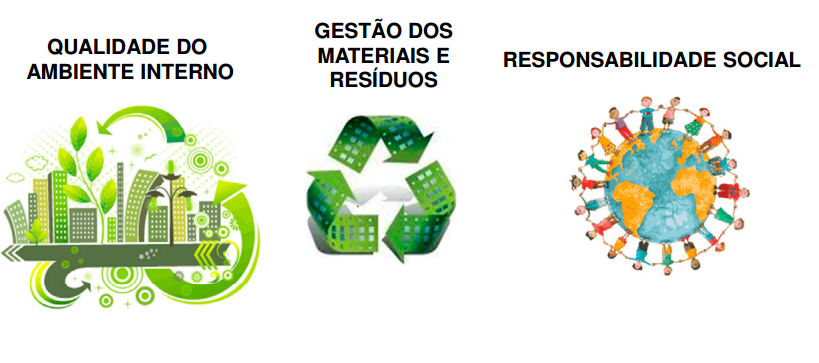 QUALIDADE DO
AMBIENTE INTERNO
GESTÃO DOS
MATERIAIS E
RESÍDUOS
RESPONSABILIDADE SOCIAL